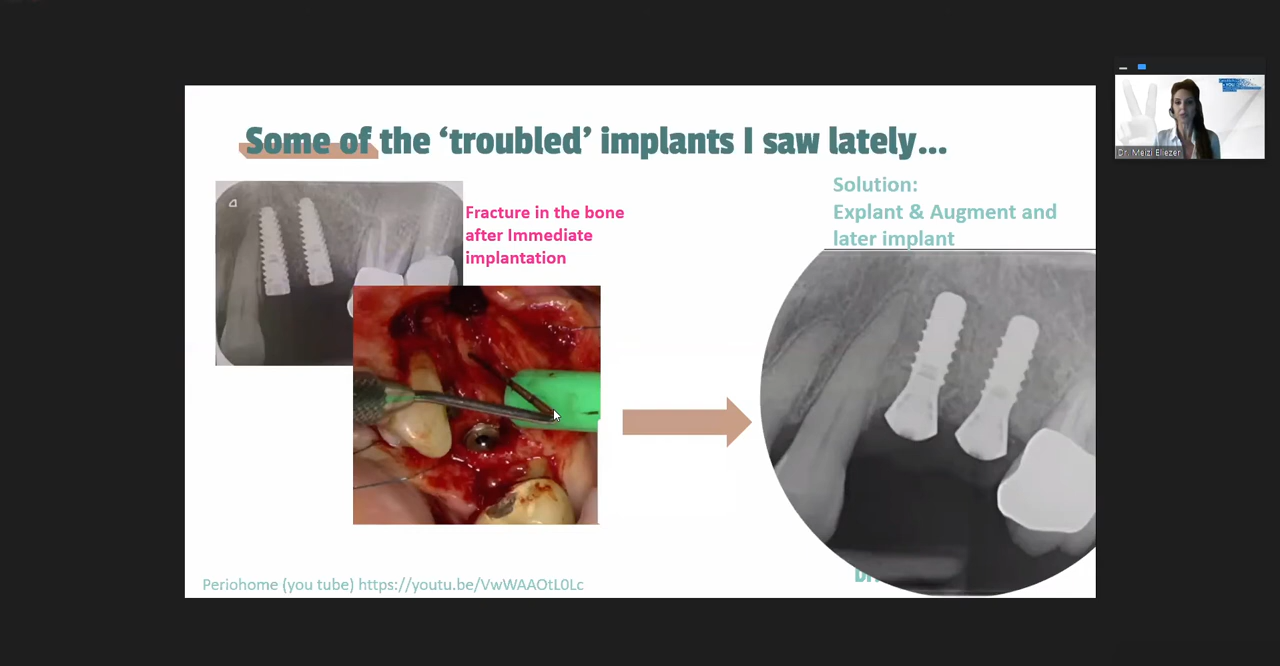 Some of the ‘troubled’ implants I saw lately...
Fracture in the bone
after Immediate
implantation
Solution:
Explant & Augment and
later implant
Periohome (you tube) https://youtu.be/VwWAAOtL0Lc
Dr. Meizi Eliezer